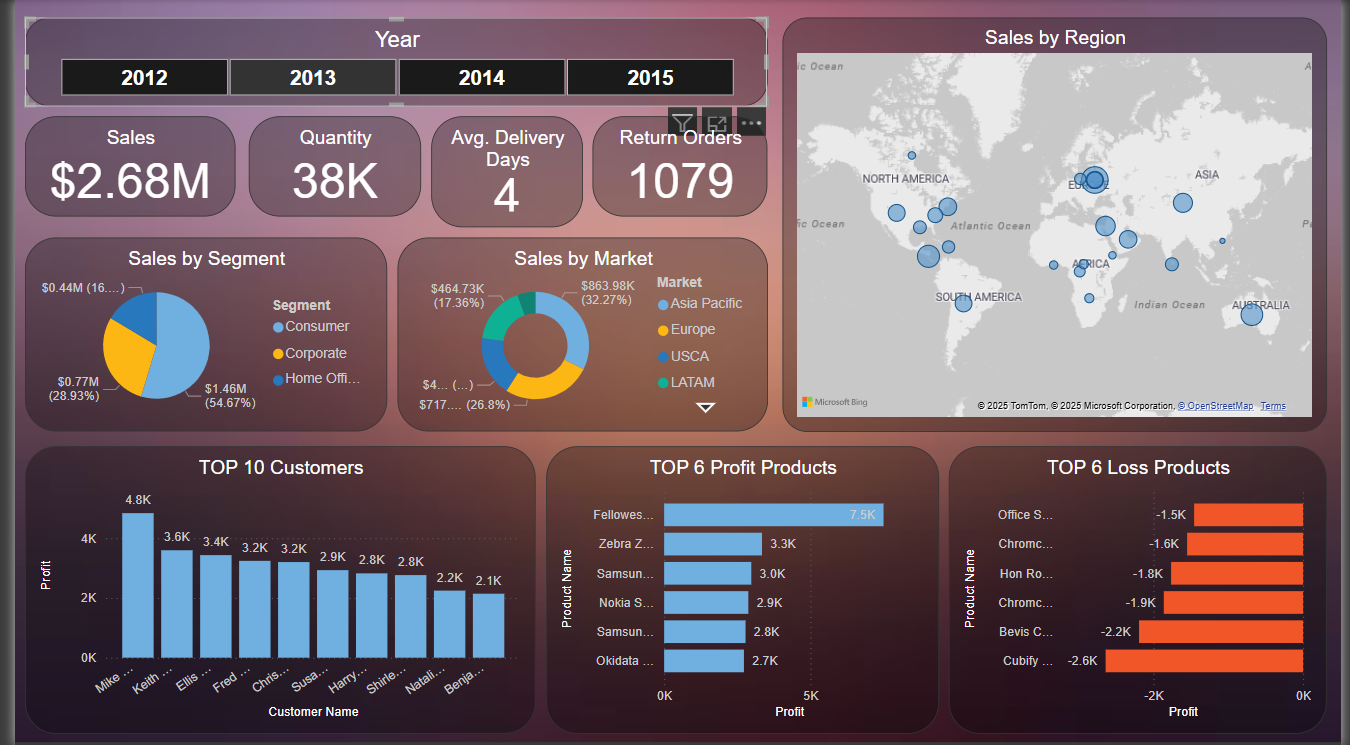 Year
2012 2013 2014 2015
Sales
$2.68M
Quantity
38K
Avg. Delivery
Days
4
Return Orders
1079
Sales by Region
ic Ocean
A
NORTH AMERICA
EUROPE
ASIA
ic Ocean
Atlantic Ocean
P
AFRICA
SOUTH AMERICA
Indian Ocean
AUSTRALIA
Microsoft Bing
© 2025 TomTom, © 2025 Microsoft Corporation, © OpenStreetMap Terms
Sales by Segment
$0.44M (16....)
$0.77M
(28.93%)
$1.46M
(54.67%)
Segment
Consumer
Corporate
Home Offi...
Sales by Market
$464.73K
(17.36%)
$863.98K
(32.27%)
$4... (...)
$717.... (26.8%)
Market
Asia Pacific
Europe
USCA
LATAM
TOP 10 Customers
Profit
4K
2K
0K
4.8K
3.6K
3.4K
3.2K
3.2K
2.9K
2.8K
2.8K
2.2K
2.1K
Mike ...
Keith ...
Ellis ...
Fred ...
Chris...
Susa...
Harry...
Shirle...
Natali...
Benja...
Customer Name
TOP 6 Profit Products
Product Name
Fellowes... 7.5K
Zebra Z... 3.3K
Samsun... 3.0K
Nokia S... 2.9K
Samsun... 2.8K
Okidata ... 2.7K
0K 5K
Profit
TOP 6 Loss Products
Product Name
Office S... -1.5K
Chromc... -1.6K
Hon Ro... -1.8K
Chromc... -1.9K
Bevis C... -2.2K
Cubify ... -2.6K
-2K 0K
Profit